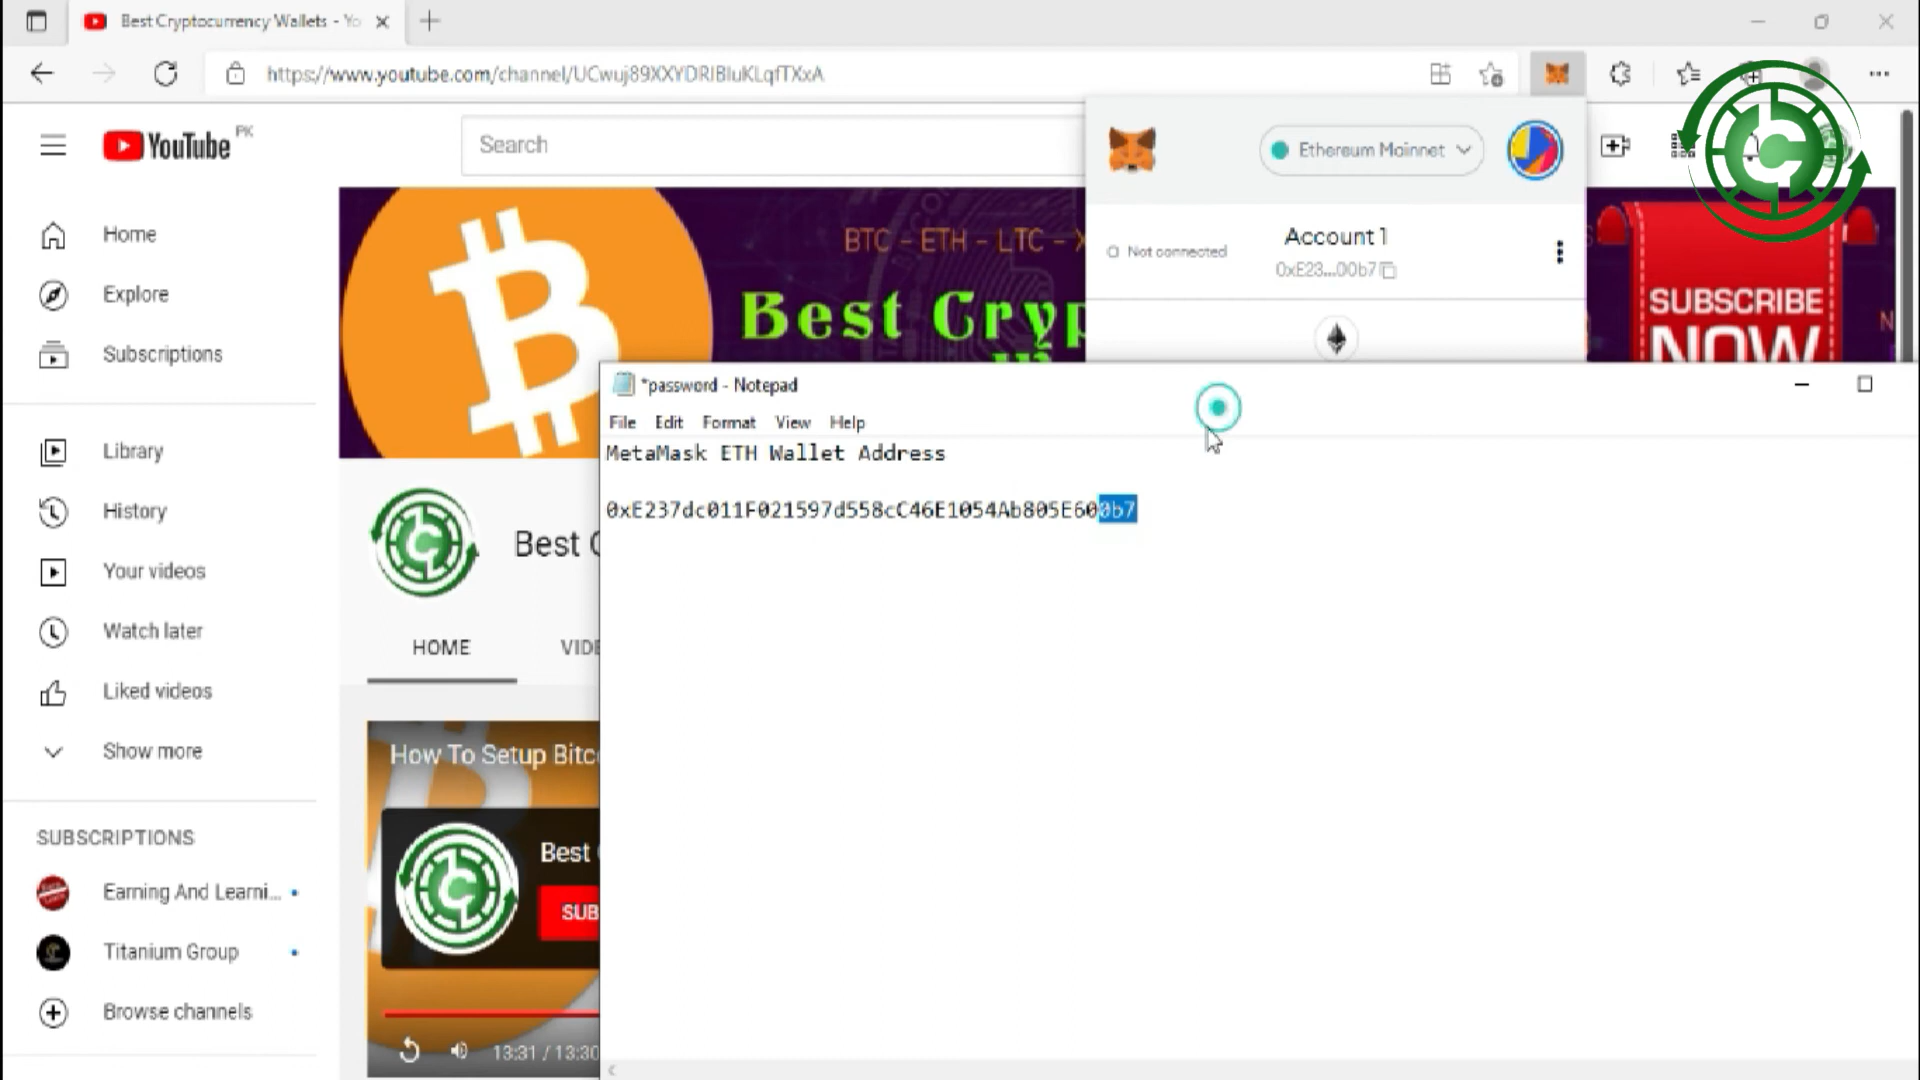 Best Cryptocurrency Wallets - Yo
https://www.youtube.com/channel/UCwuj89XXYDRIBIuKLqfTXxA
YouTube PK
Search
Ethereum Mainnet
Not connected
Account 1
0xE23...00b7
Home
Explore
Subscriptions
Library
History
Your videos
Watch later
Liked videos
Show more
SUBSCRIPTIONS
Earning And Learni...
Titanium Group
Browse channels
BTC - ETH - LTC -
Best Cryp
SUBSCRIBE
NOW
Best
HOME
How To Setup Bitc
Best
SUB
13:31 / 13:30
*password - Notepad
File Edit Format View Help
MetaMask ETH Wallet Address
0xE237dc011F021597d558cC46E1054Ab805E600b7